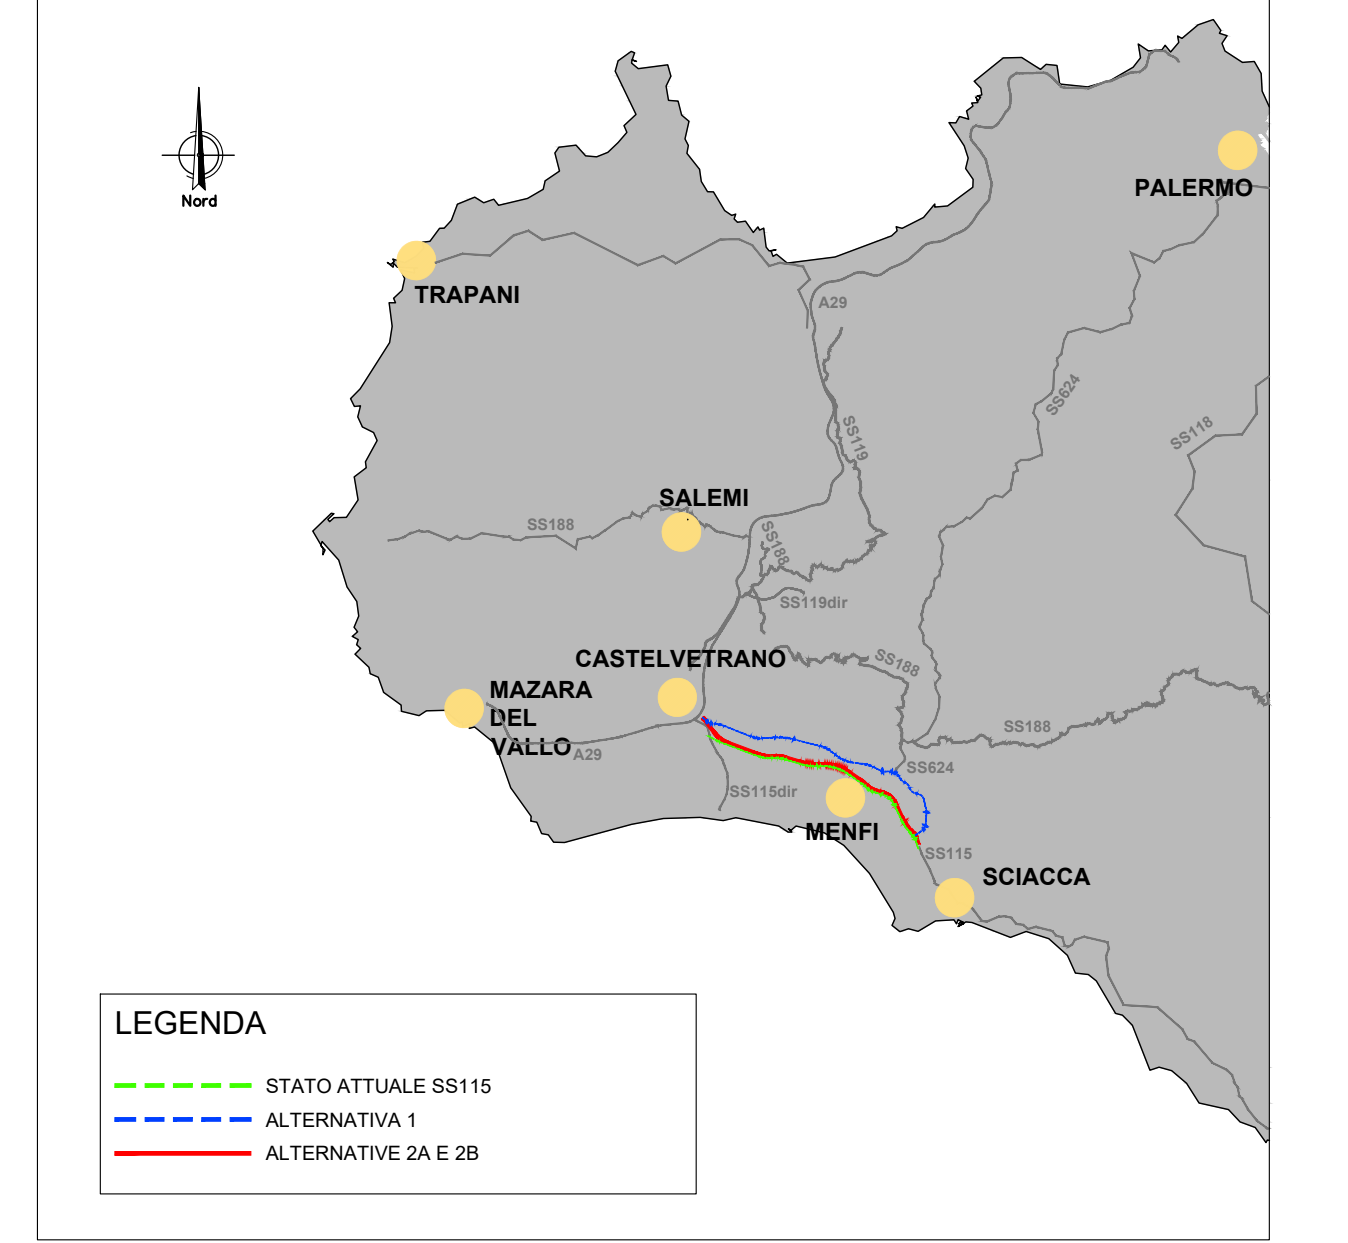 Nord
PALERMO
TRAPANI
A29
SS624
SS119
SS118
SALEMI
SS188
SS188
SS119dir
CASTELVETRANO
SS188
MAZARA
DEL
VALLO
A29
SS188
SS624
SS115dir
MENFI
SS115
SCIACCA
LEGENDA
STATO ATTUALE SS115
ALTERNATIVA 1
ALTERNATIVE 2A E 2B